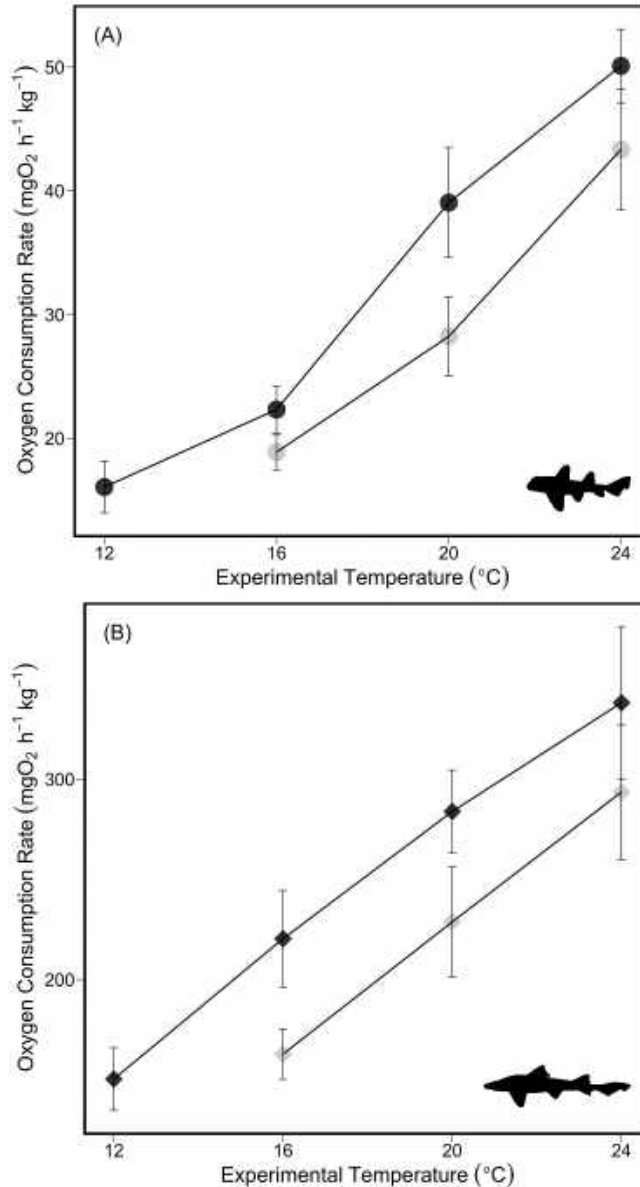 (A)
Oxygen Consumption Rate (mgO₂ h⁻¹ kg⁻¹)
50
40
30
20
12 16 20 24
Experimental Temperature (°C)
(B)
Oxygen Consumption Rate (mgO₂ h⁻¹ kg⁻¹)
300
200
12 16 20 24
Experimental Temperature (°C)